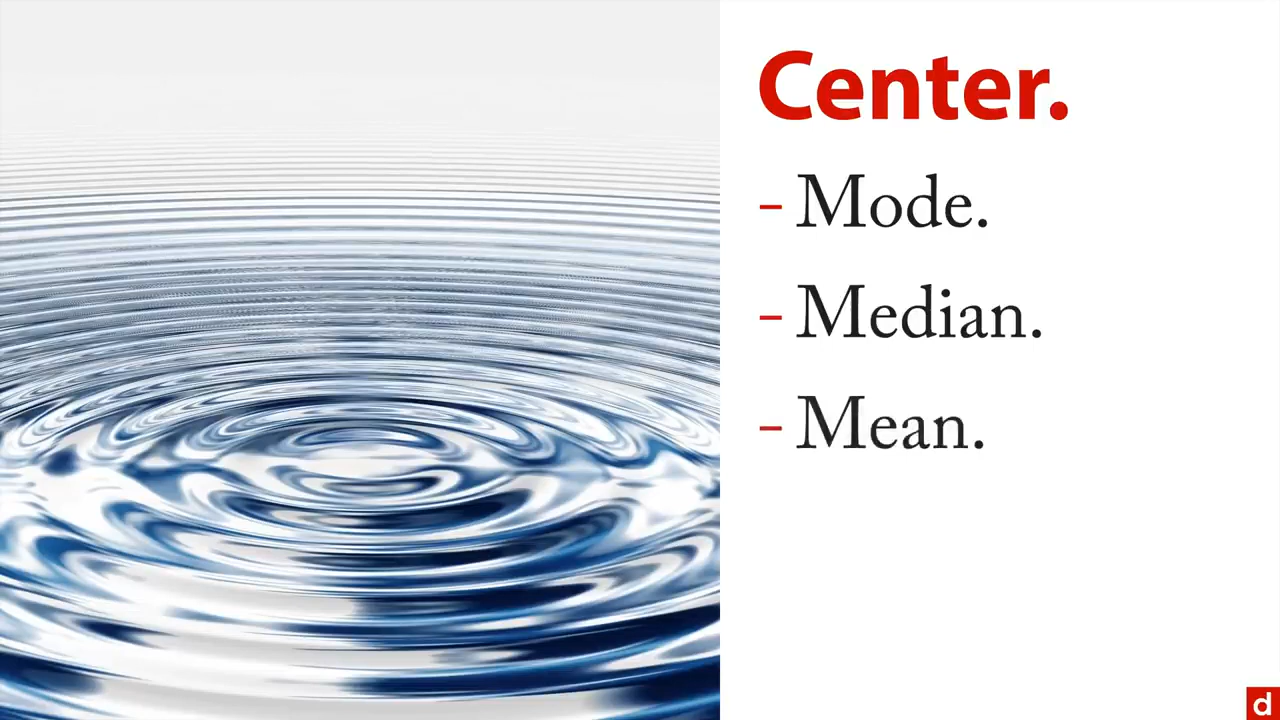 Center.
- Mode.
- Median.
- Mean.
d